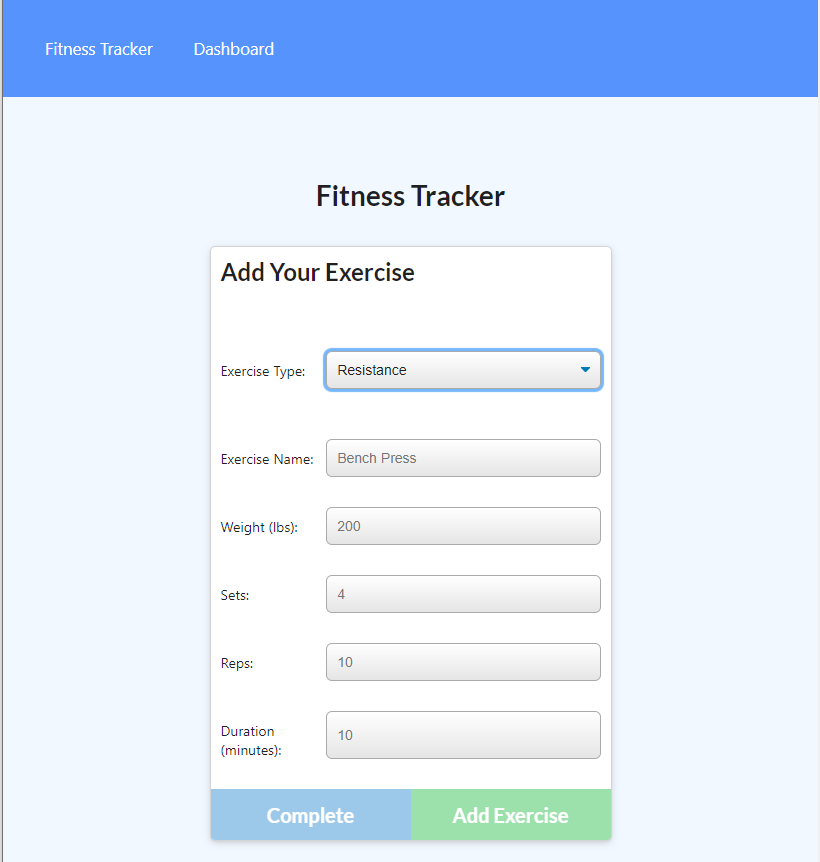 Fitness Tracker Dashboard
Fitness Tracker
Add Your Exercise
Exercise Type: Resistance
Exercise Name: Bench Press
Weight (lbs): 200
Sets: 4
Reps: 10
Duration
(minutes): 10
Complete Add Exercise